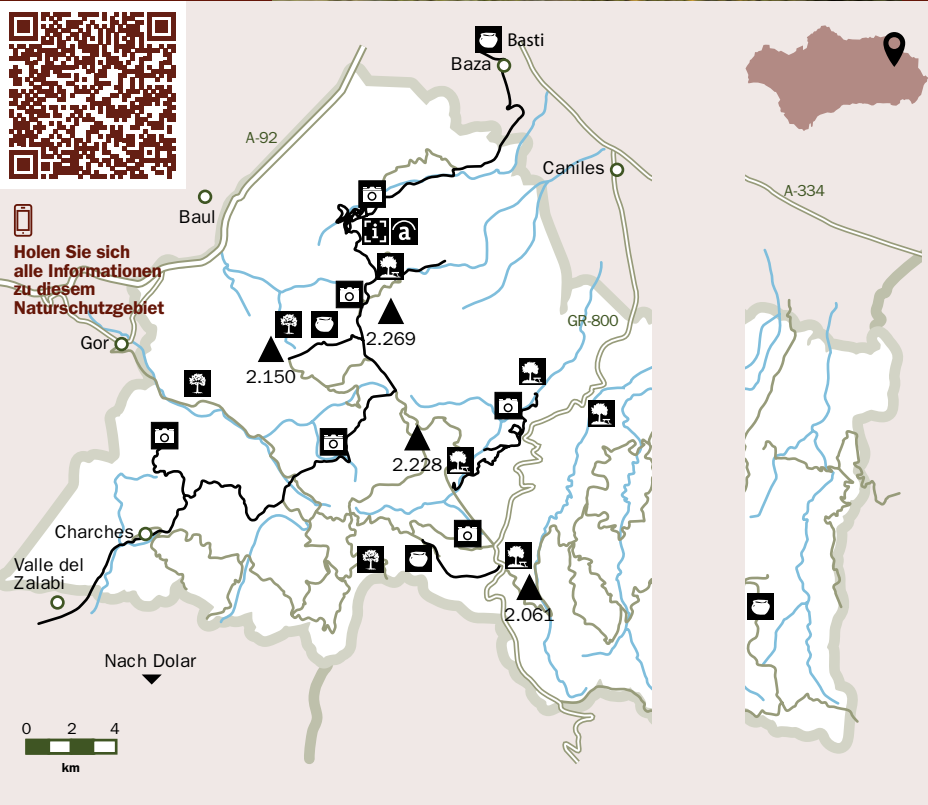 Basti
Baza
A-92
Caniles
A-334
Baul
Holen Sie sich
alle Informationen
zu diesem
Naturschutzgebiet
i
a
GR-800
2.269
Gor
2.150
2.228
Charches
Valle del
Zalabi
2.061
Nach Dolar
0 2 4
km